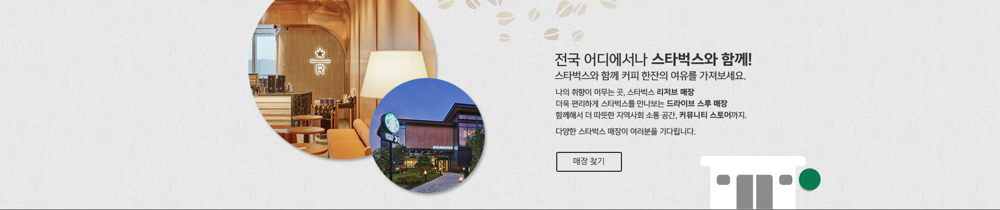 R
DRIVE
THRU
STARBUCKS
전국 어디에서나 스타벅스와 함께!
스타벅스와 함께 커피 한잔의 여유를 가져보세요.
나의 취향이 머무는 곳, 스타벅스 리저브 매장
더욱 편리하게 스타벅스를 만나보는 드라이브 스루 매장
함께해서 더 따뜻한 지역사회 소통 공간, 커뮤니티 스토어까지.
다양한 스타벅스 매장이 여러분을 기다립니다.
매장 찾기